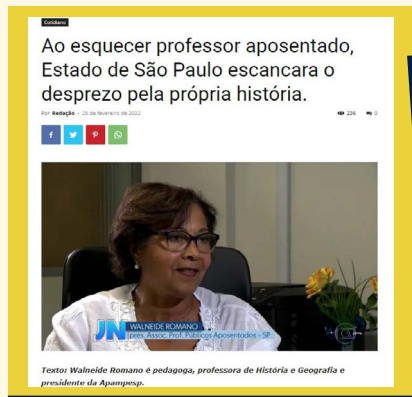 Cotidiano
Ao esquecer professor aposentado,
Estado de São Paulo escancara o
desprezo pela própria história.
Por Redação - 25 de fevereiro de 2022 236 0
JN WALNEIDE ROMANO
pres. Assoc. Prof. Públicos Aposentados - SP
Texto: Walneide Romano é pedagoga, professora de História e Geografia e
presidente da Apampesp.